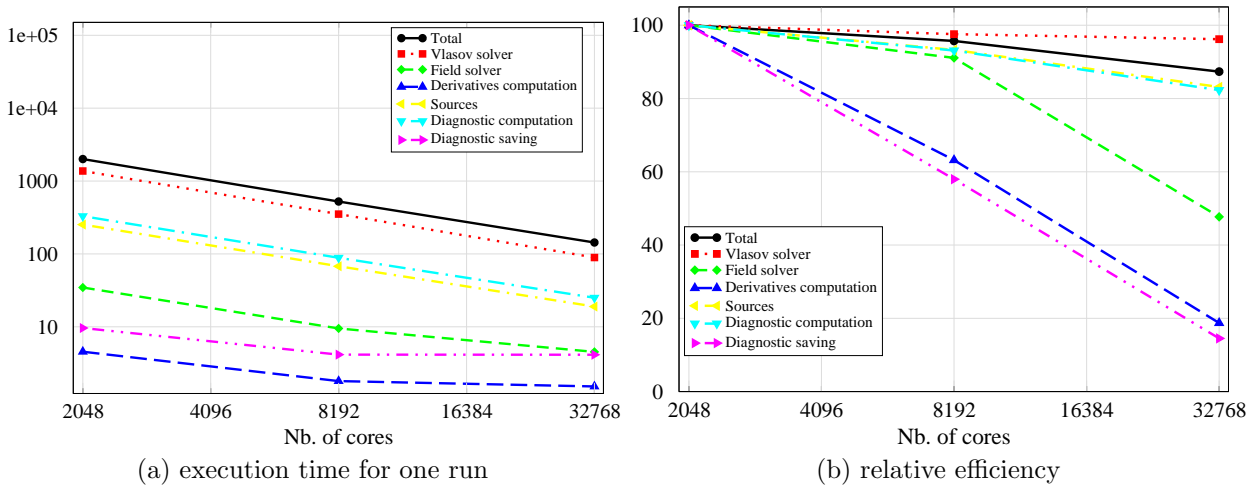 1e+05
1e+04
1000
100
10
2048 4096 8192 16384 32768
Nb. of cores
Total
Vlasov solver
Field solver
Derivatives computation
Sources
Diagnostic computation
Diagnostic saving
(a) execution time for one run
100
80
60
40
20
0
2048 4096 8192 16384 32768
Nb. of cores
Total
Vlasov solver
Field solver
Derivatives computation
Sources
Diagnostic computation
Diagnostic saving
(b) relative efficiency